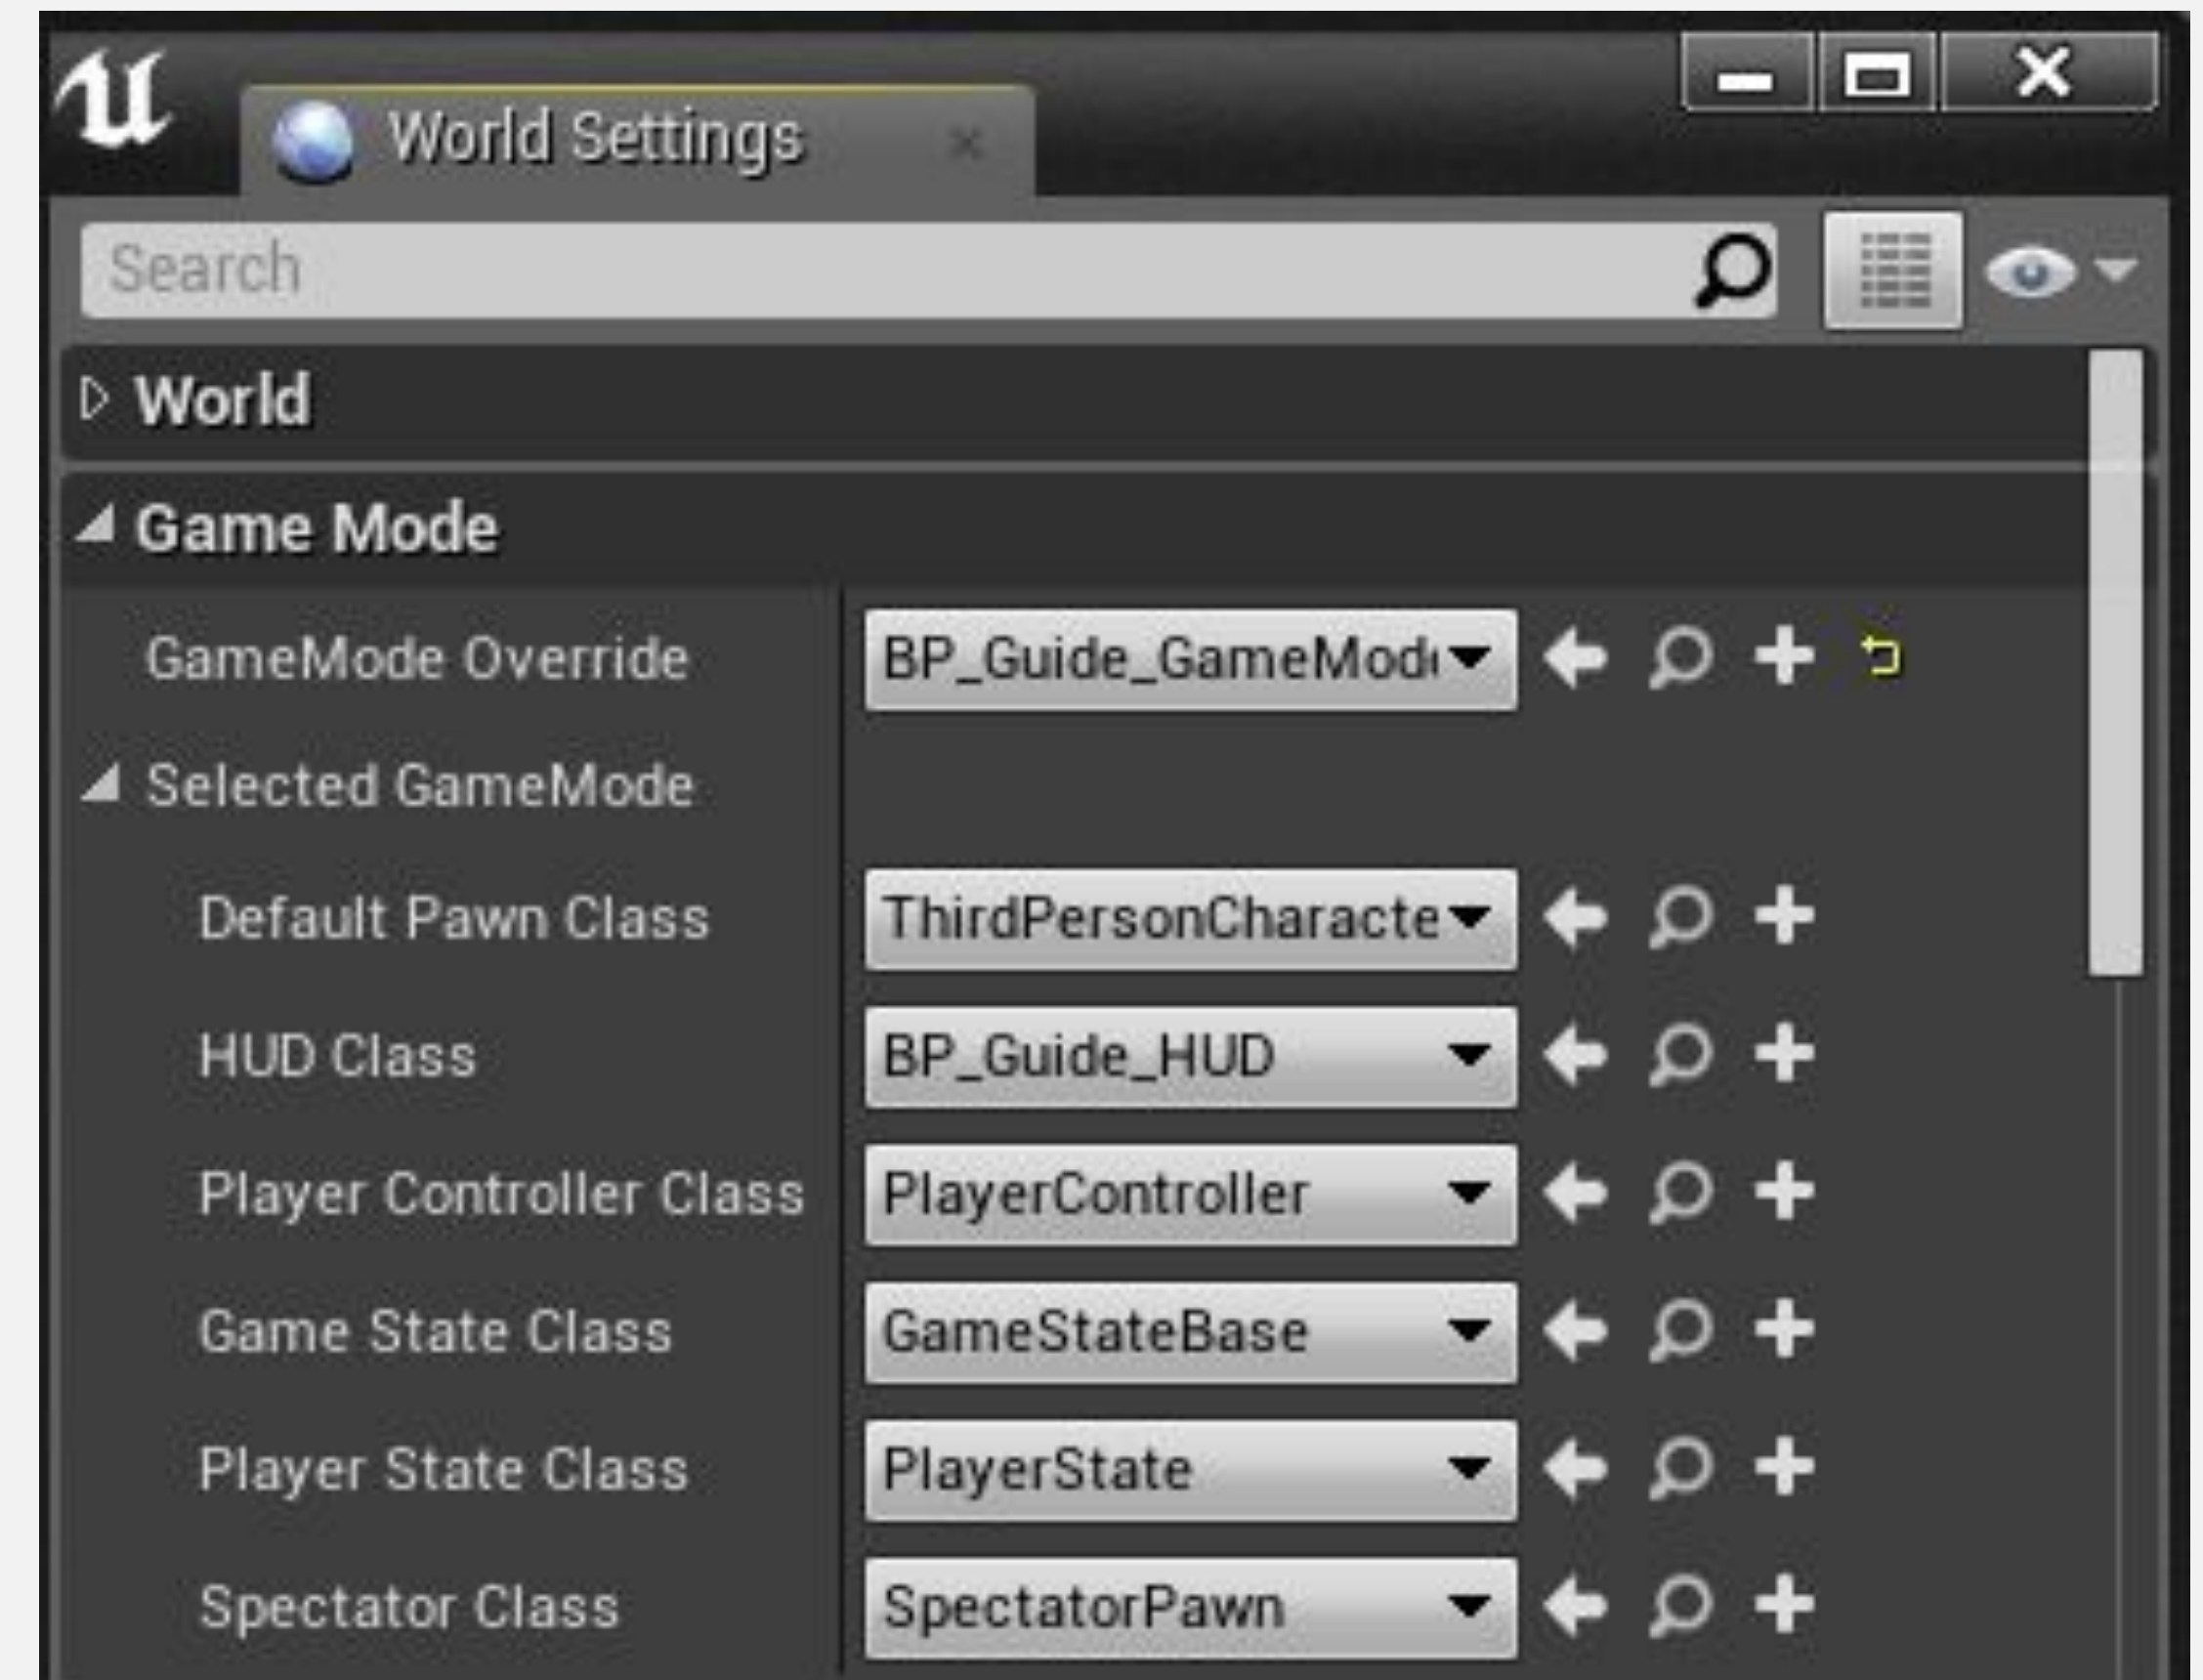 World Settings
Search
World
Game Mode
GameMode Override BP_Guide_GameMod
Selected GameMode
Default Pawn Class ThirdPersonCharacte
HUD Class BP_Guide_HUD
Player Controller Class PlayerController
Game State Class GameStateBase
Player State Class PlayerState
Spectator Class SpectatorPawn